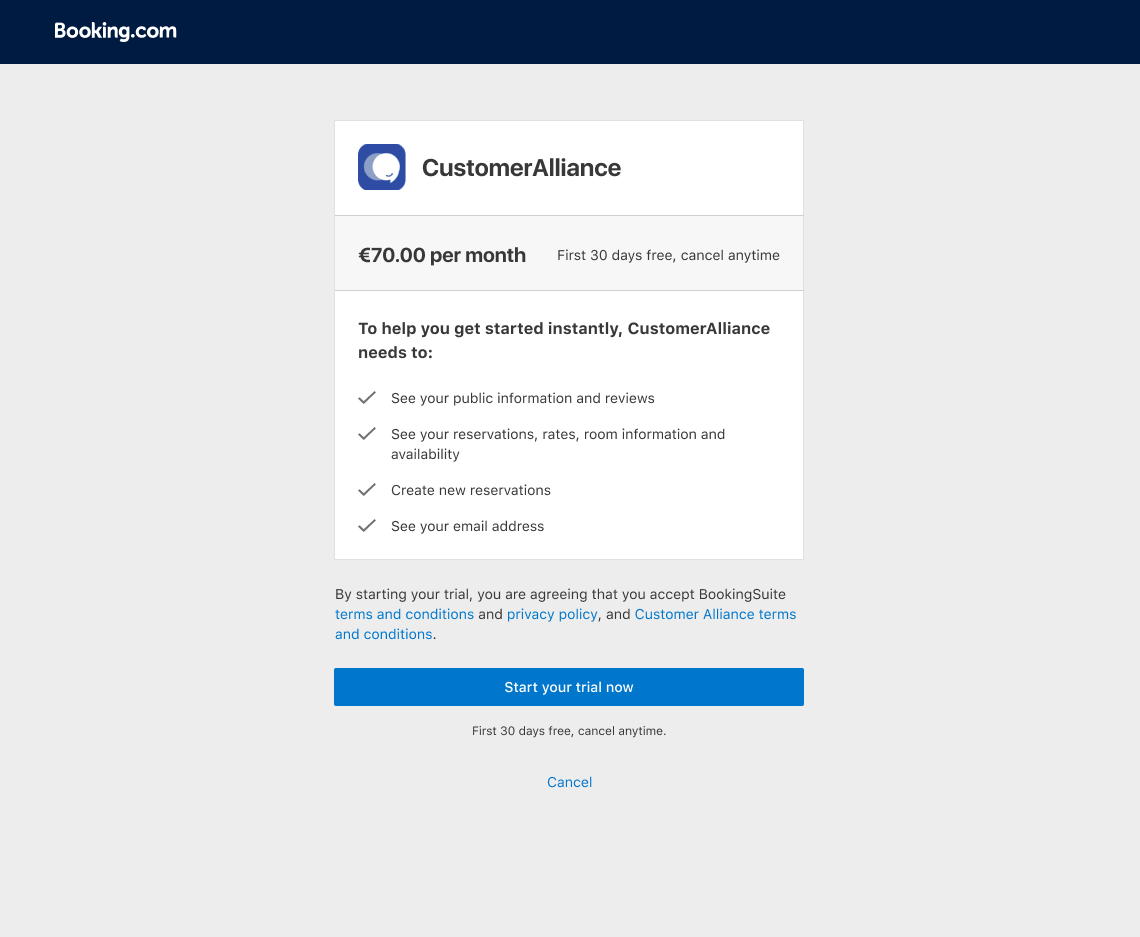 Booking.com
CustomerAlliance
€70.00 per month First 30 days free, cancel anytime
To help you get started instantly, CustomerAlliance
needs to:
See your public information and reviews
See your reservations, rates, room information and
availability
Create new reservations
See your email address
By starting your trial, you are agreeing that you accept BookingSuite
terms and conditions and privacy policy, and Customer Alliance terms
and conditions.
Start your trial now
First 30 days free, cancel anytime.
Cancel